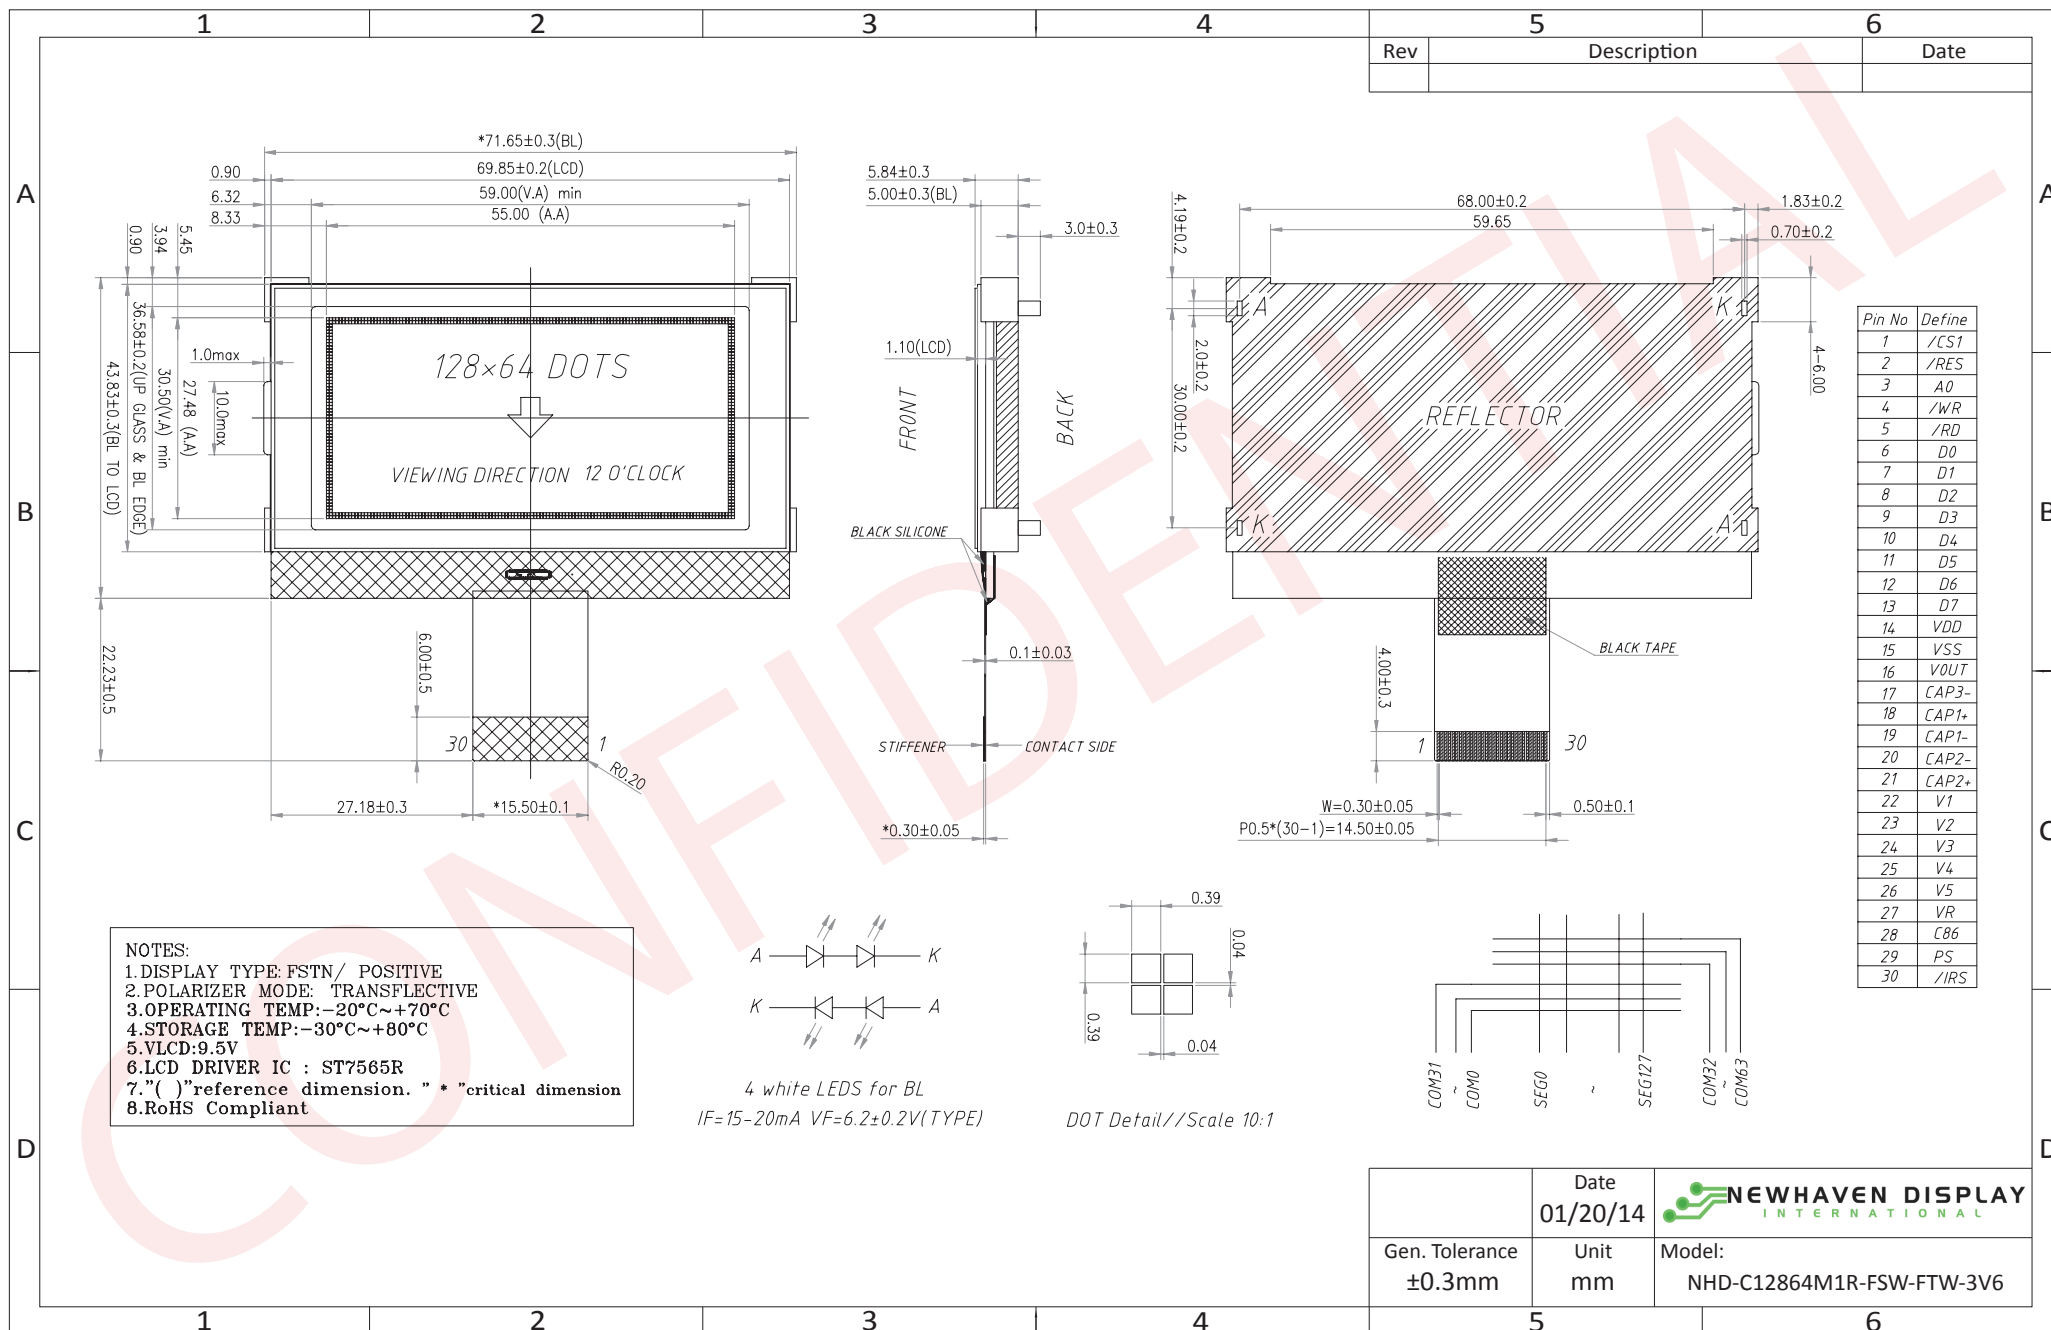 1 2 3 4 5 6
Rev Description Date
A A
B B
C C
D D
*71.65±0.3(BL)
69.85±0.2(LCD)
59.00(V.A) min
55.00 (A.A)
0.90
6.32
8.33
5.45
3.94
0.90
1.0max
10.0max
27.48 (A.A)
30.50(V.A) min
36.58±0.2(UP GLASS & BL EDGE)
43.83±0.3(BL TO LCD)
22.23±0.5
128×64 DOTS
VIEWING DIRECTION 12 O'CLOCK
6.00±0.5
30 1
R0.20
27.18±0.3
*15.50±0.1
5.84±0.3
5.00±0.3(BL)
3.0±0.3
1.10(LCD)
FRONIT
BACK
BLACK SILICONE
0.1±0.03
STIFFENER
CONTACT SIDE
*0.30±0.05
4.19±0.2
68.00±0.2
1.83±0.2
59.65
0.70±0.2
A K
2.0±0.2
30.00±0.2
4-6.00
REFLECTOR
K A
BLACK TAPE
4.00±0.3
1 30
W=0.30±0.05
0.50±0.1
P0.5*(30-1)=14.50±0.05
Pin No Define
1 /CS1
2 /RES
3 A0
4 /WR
5 /RD
6 D0
7 D1
8 D2
9 D3
10 D4
11 D5
12 D6
13 D7
14 VDD
15 VSS
16 VOUT
17 CAP3-
18 CAP1+
19 CAP1-
20 CAP2-
21 CAP2+
22 V1
23 V2
24 V3
25 V4
26 V5
27 VR
28 C86
29 PS
30 /IRS
NOTES:
1.DISPLAY TYPE: FSTN/ POSITIVE
2.POLARIZER MODE: TRANSFLECTIVE
3.OPERATING TEMP:-20°C~+70°C
4.STORAGE TEMP:-30°C~+80°C
5.VLCD:9.5V
6.LCD DRIVER IC : ST7565R
7."( )"reference dimension. " * "critical dimension
8.RoHS Compliant
A K
K A
4 white LEDS for BL
IF=15-20mA VF=6.2±0.2V(TYPE)
0.39
0.04
0.39
0.04
DOT Detail//Scale 10:1
COM31
~
COM0
SEG0
~
SEG127
COM32
~
COM63
Date
01/20/14
NEWHAVEN DISPLAY
INTERNATIONAL
Gen. Tolerance
±0.3mm
Unit
mm
Model:
NHD-C12864M1R-FSW-FTW-3V6
1 2 3 4 5 6
CONFIDENTIAL